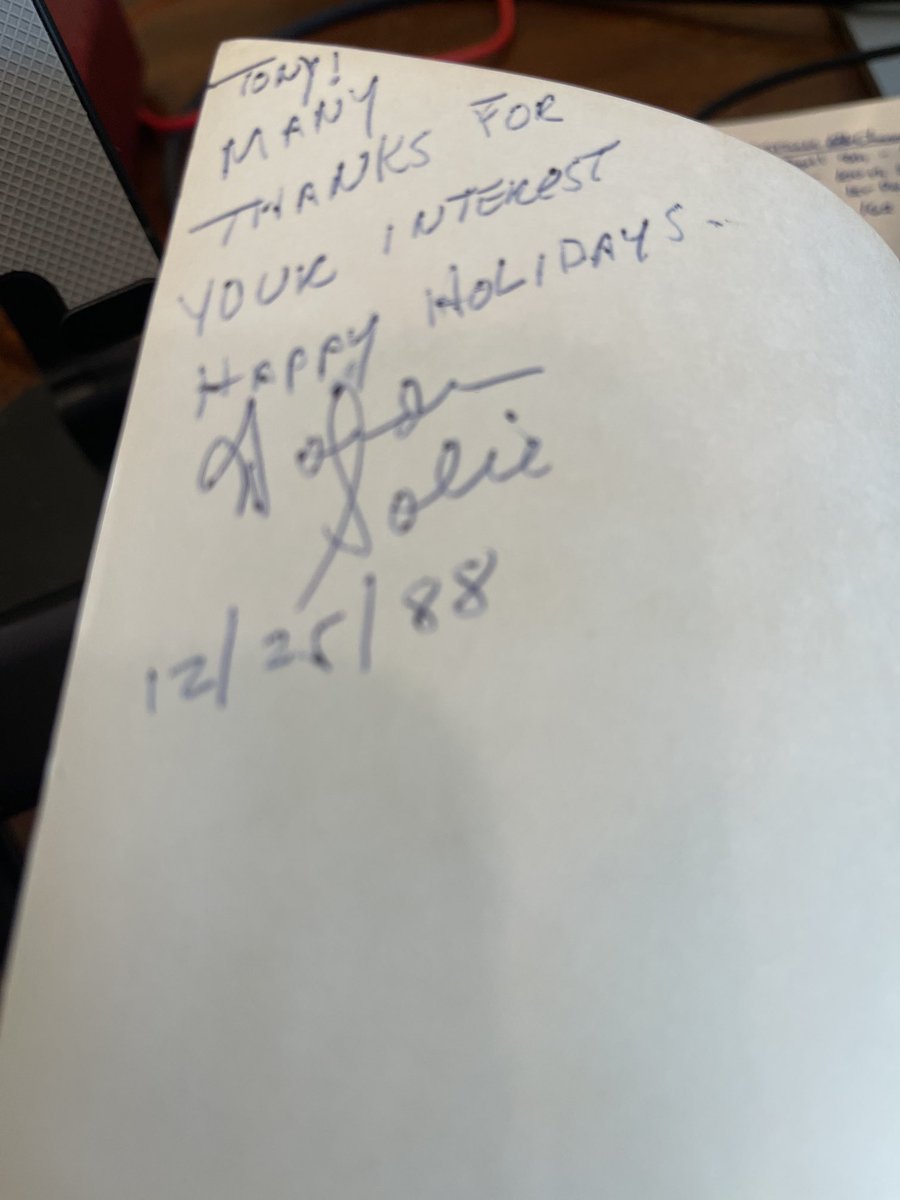 TONY!
MANY
THANKS FOR
YOUR INTEREST
HAPPY HOLIDAYS..
Solie
12/25/88